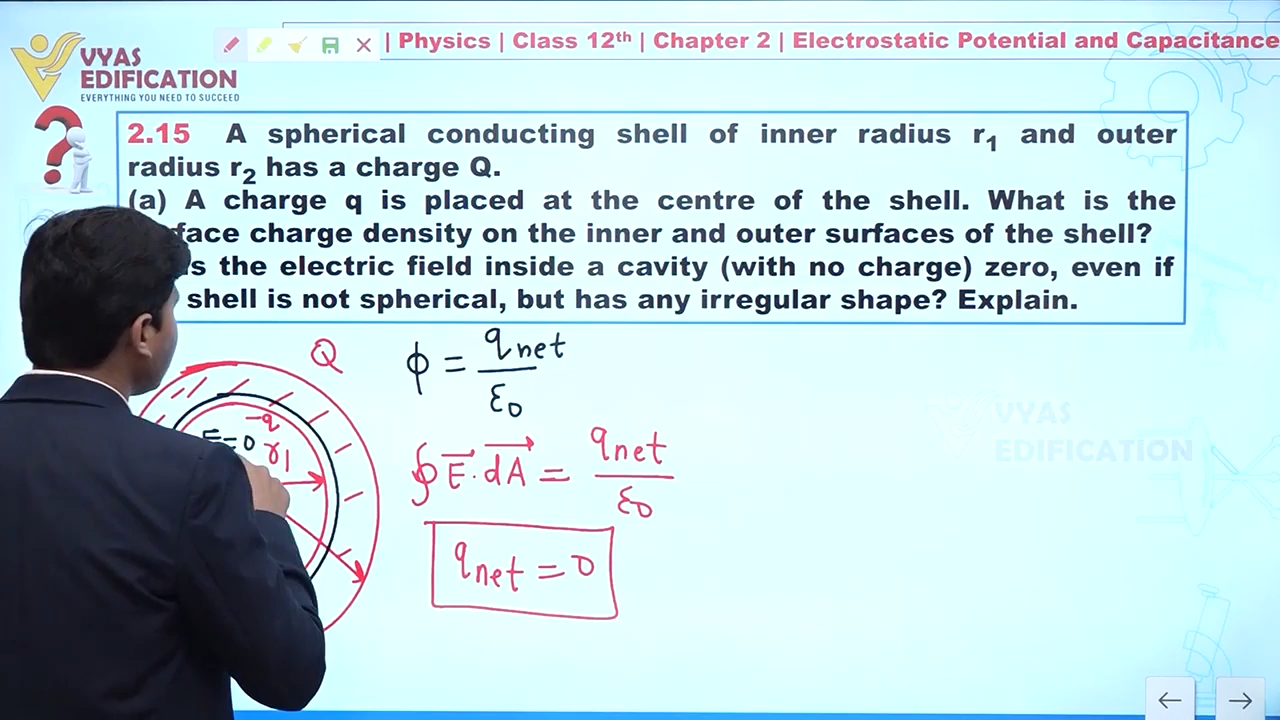 VYAS
EDIFICATION
EVERYTHING YOU NEED TO SUCCEED
| Physics | Class 12th | Chapter 2 | Electrostatic Potential and Capacitance
2.15 A spherical conducting shell of inner radius r₁ and outer
radius r₂ has a charge Q.
(a) A charge q is placed at the centre of the shell. What is the
face charge density on the inner and outer surfaces of the shell?
s the electric field inside a cavity (with no charge) zero, even if
shell is not spherical, but has any irregular shape? Explain.
Q
-q
E=0 r₁
ϕ = qnet/ε₀
∮E⃗.dA⃗ = qnet/ε₀
qnet = 0
VYAS
EDIFICATION